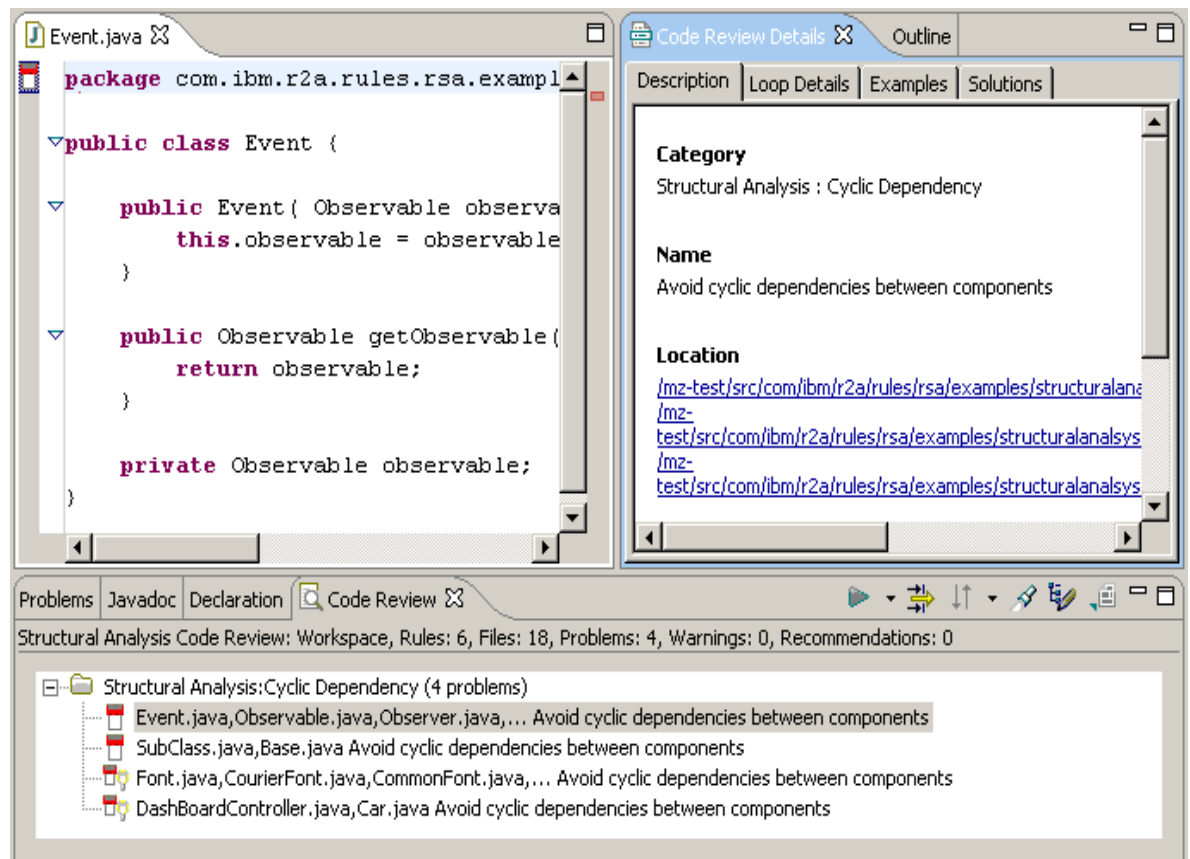 Event.java
package com.ibm.r2a.rules.rsa.exampl
public class Event {
public Event( Observable observa
this.observable = observable
}
public Observable getObservable(
return observable;
}
private Observable observable;
}
Code Review Details
Outline
Description
Loop Details
Examples
Solutions
Category
Structural Analysis : Cyclic Dependency
Name
Avoid cyclic dependencies between components
Location
/mz-test/src/com/ibm/r2a/rules/rsa/examples/structuralana
/mz-
test/src/com/ibm/r2a/rules/rsa/examples/structuralanalsys
/mz-
test/src/com/ibm/r2a/rules/rsa/examples/structuralanalsys
Problems
Javadoc
Declaration
Code Review
Structural Analysis Code Review: Workspace, Rules: 6, Files: 18, Problems: 4, Warnings: 0, Recommendations: 0
Structural Analysis:Cyclic Dependency (4 problems)
Event.java,Observable.java,Observer.java,... Avoid cyclic dependencies between components
SubClass.java,Base.java Avoid cyclic dependencies between components
Font.java,CourierFont.java,CommonFont.java,... Avoid cyclic dependencies between components
DashBoardController.java,Car.java Avoid cyclic dependencies between components